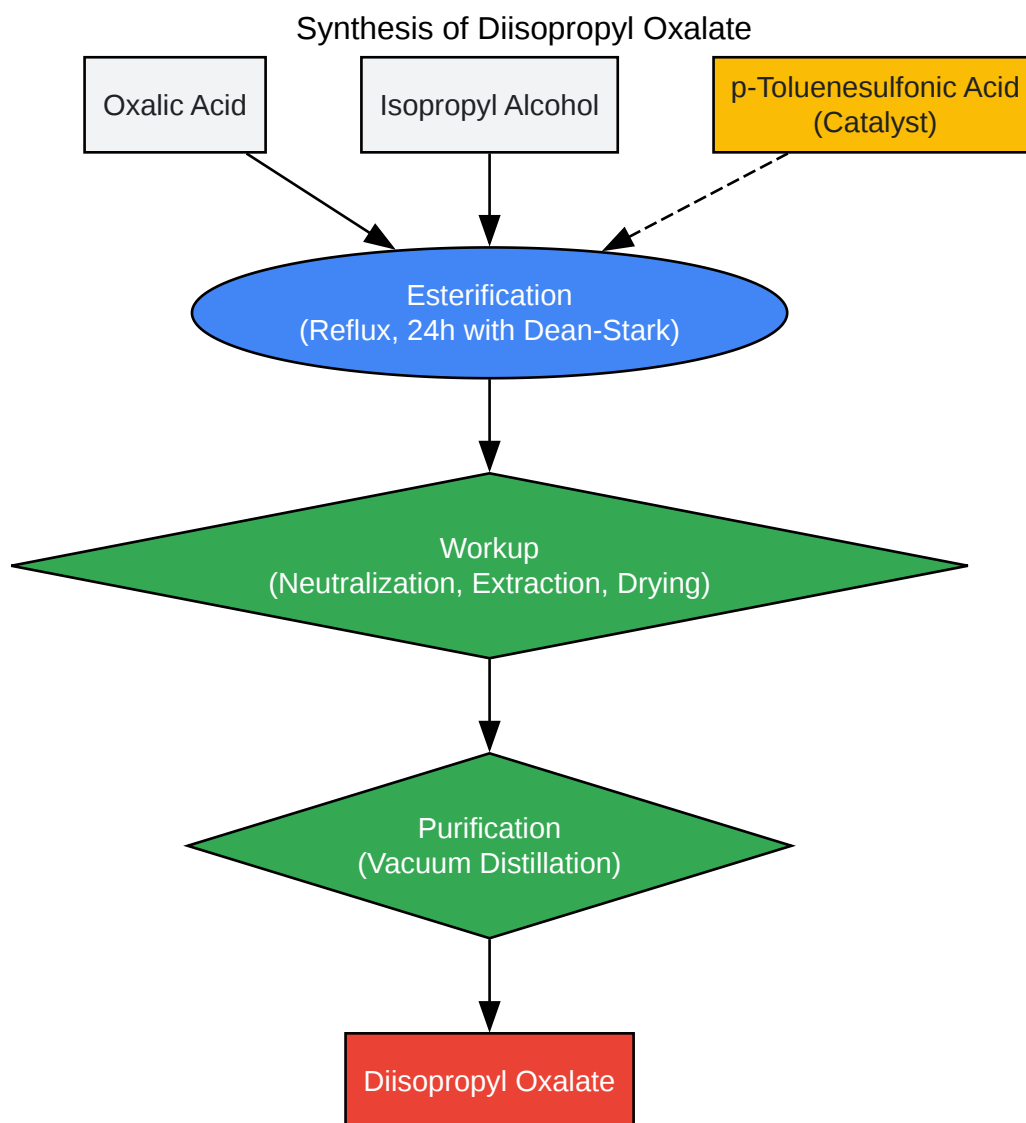 Synthesis of Diisopropyl Oxalate
Oxalic Acid
Isopropyl Alcohol
p-Toluenesulfonic Acid
(Catalyst)
Esterification
(Reflux, 24h with Dean-Stark)
Workup
(Neutralization, Extraction, Drying)
Purification
(Vacuum Distillation)
Diisopropyl Oxalate